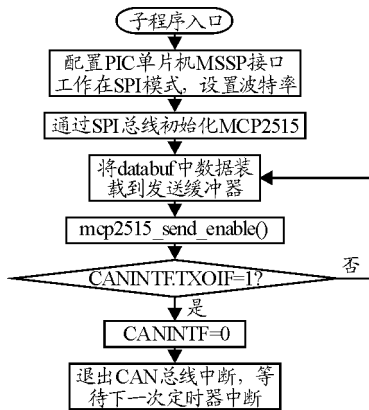 子程序入口
配置PIC单片机MSSP接口
工作在SPI模式，设置波特率
通过SPI总线初始化MCP2515
将databuf中数据装
载到发送缓冲器
mcp2515_send_enable()
CANINTF.TXOIF=1?
否
是
CANINTF=0
退出CAN总线中断，等
待下一次定时器中断